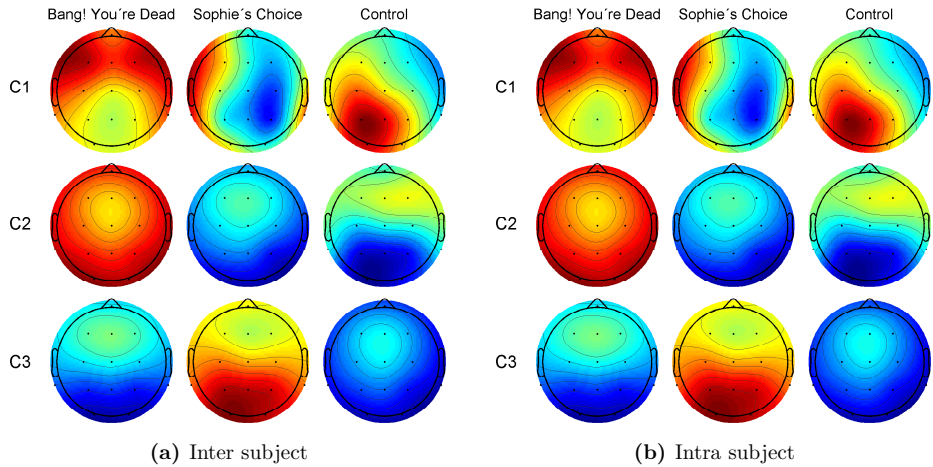 Bang! You´re Dead Sophie´s Choice Control
C1
C2
C3
(a) Inter subject
Bang! You´re Dead Sophie´s Choice Control
C1
C2
C3
(b) Intra subject